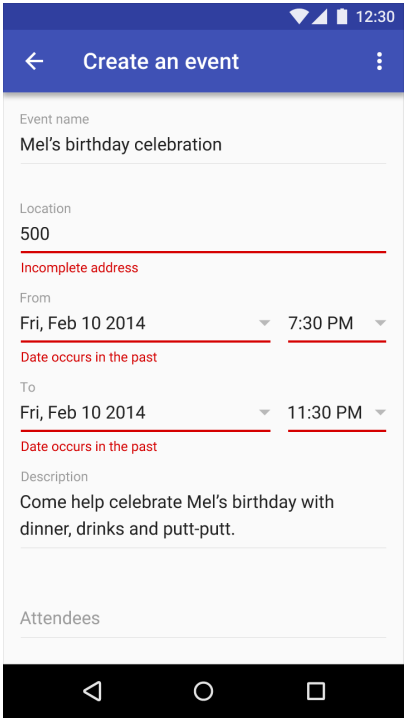 12:30
Create an event
Event name
Mel’s birthday celebration
Location
500
Incomplete address
From
Fri, Feb 10 2014 7:30 PM
Date occurs in the past
To
Fri, Feb 10 2014 11:30 PM
Date occurs in the past
Description
Come help celebrate Mel’s birthday with
dinner, drinks and putt-putt.
Attendees